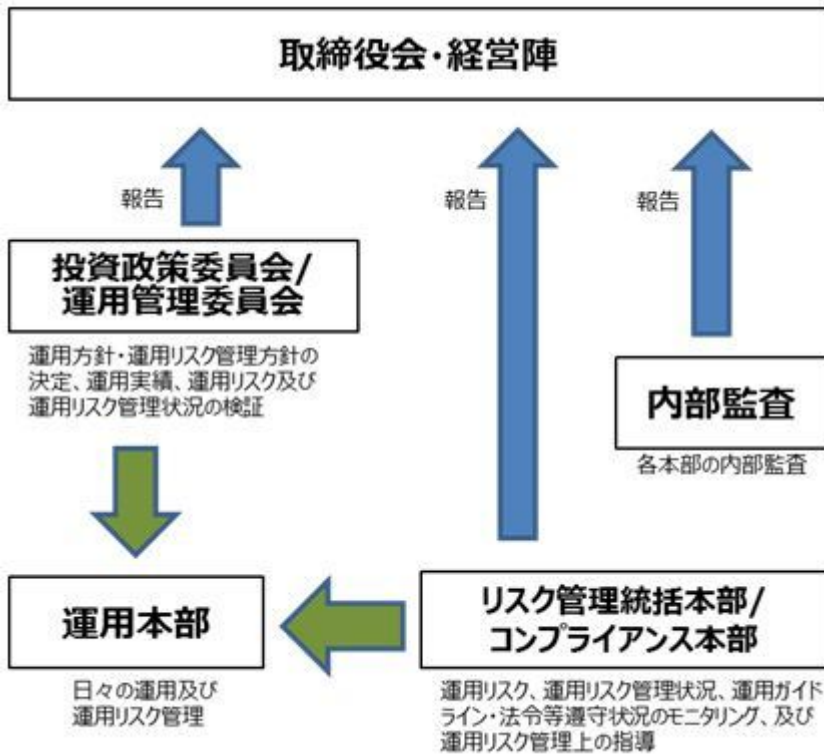 取締役会・経営陣
報告
報告
報告
投資政策委員会/
運用管理委員会
運用方針・運用リスク管理方針の
決定、運用実績、運用リスク及び
運用リスク管理状況の検証
内部監査
各本部の内部監査
運用本部
日々の運用及び
運用リスク管理
リスク管理統括本部/
コンプライアンス本部
運用リスク、運用リスク管理状況、運用ガイド
ライン・法令等遵守状況のモニタリング、及び
運用リスク管理上の指導